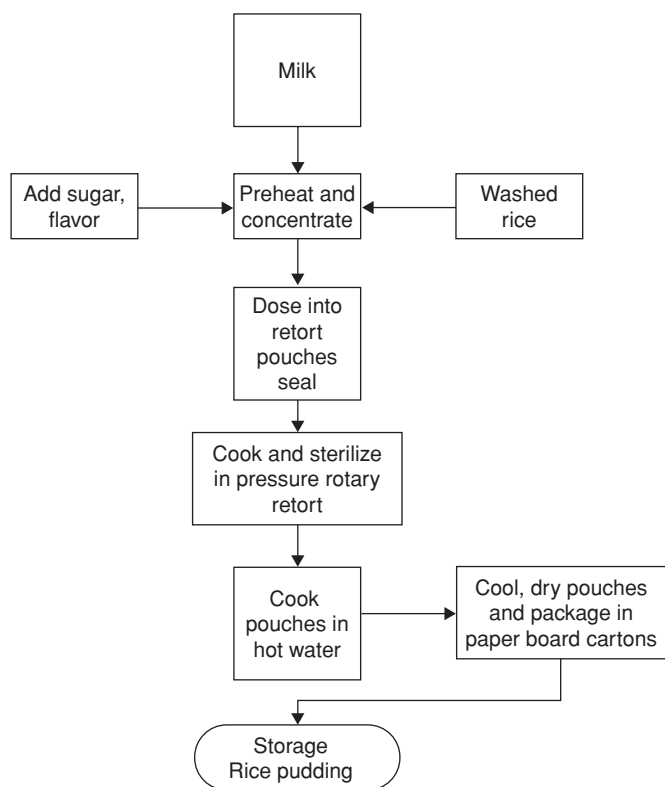 Milk
Add sugar,
flavor
Preheat and
concentrate
Washed
rice
Dose into
retort
pouches
seal
Cook and sterilize
in pressure rotary
retort
Cook
pouches in
hot water
Cool, dry pouches
and package in
paper board cartons
Storage
Rice pudding